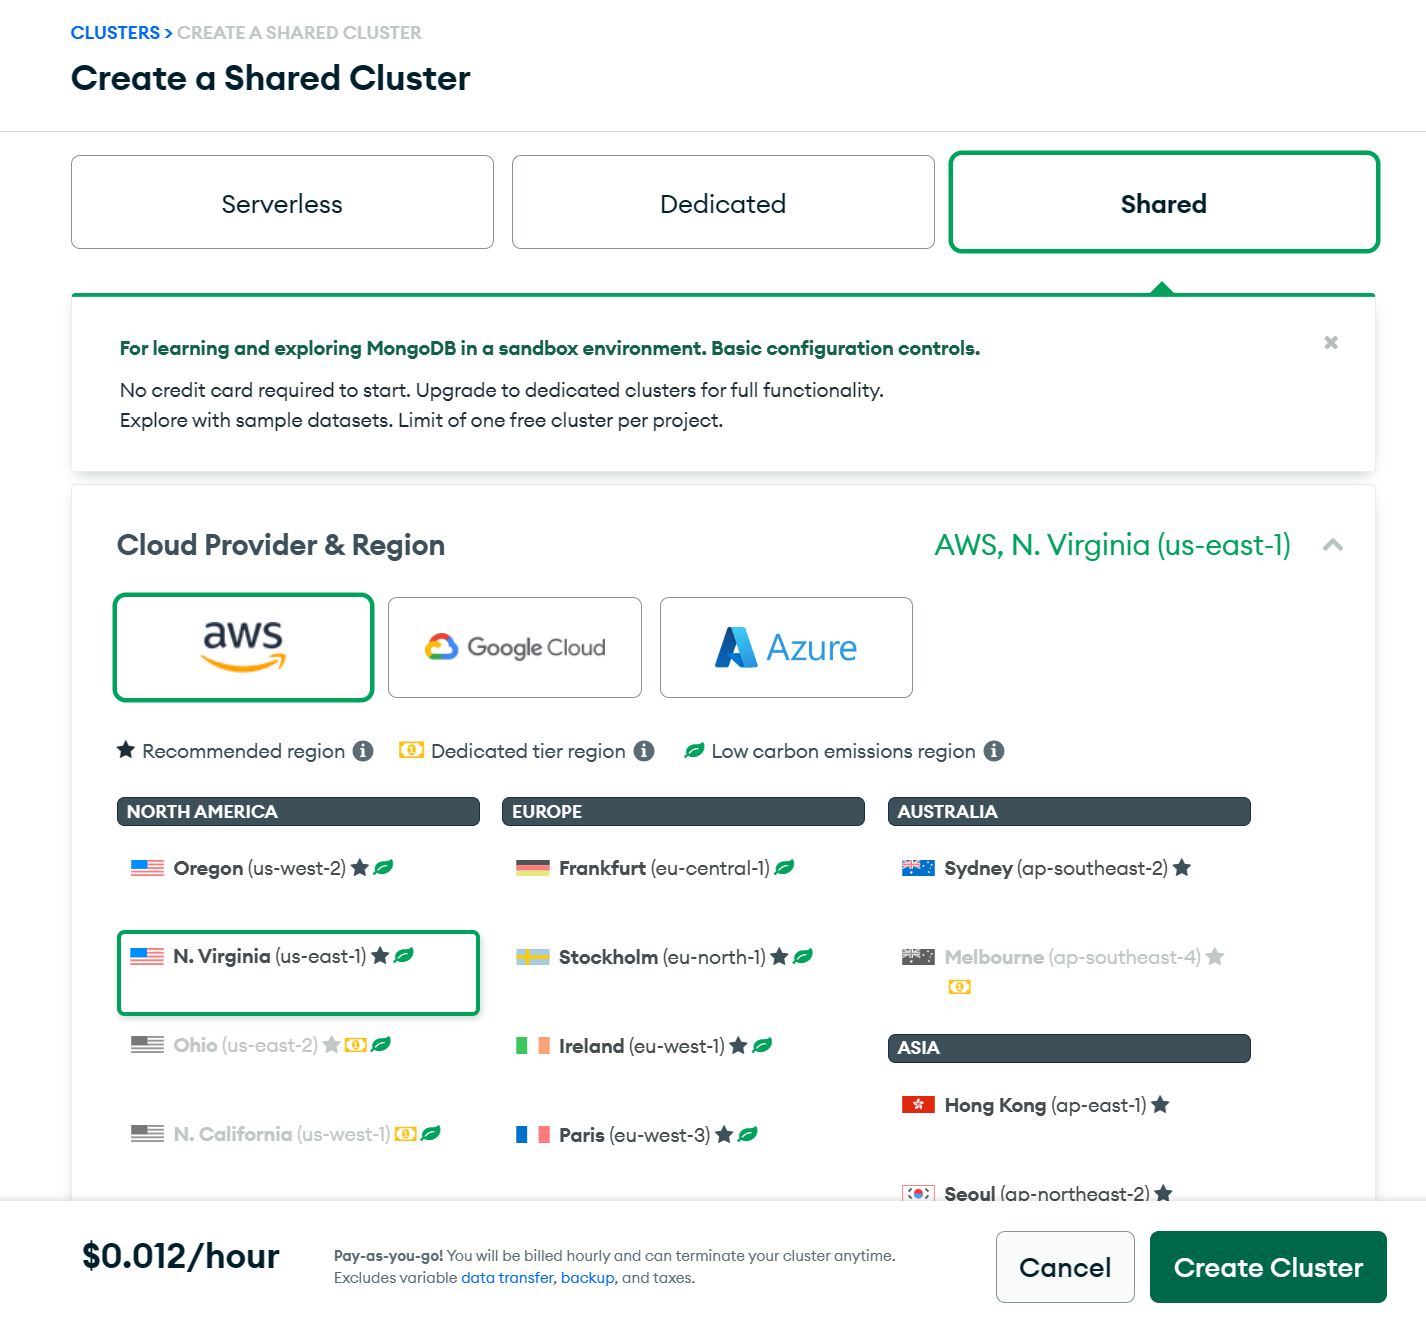 CLUSTERS > CREATE A SHARED CLUSTER
Create a Shared Cluster
Serverless
Dedicated
Shared
For learning and exploring MongoDB in a sandbox environment. Basic configuration controls.
No credit card required to start. Upgrade to dedicated clusters for full functionality.
Explore with sample datasets. Limit of one free cluster per project.
Cloud Provider & Region
AWS, N. Virginia (us-east-1)
aws
Google Cloud
Azure
Recommended region
Dedicated tier region
Low carbon emissions region
NORTH AMERICA
Oregon (us-west-2)
N. Virginia (us-east-1)
Ohio (us-east-2)
N. California (us-west-1)
EUROPE
Frankfurt (eu-central-1)
Stockholm (eu-north-1)
Ireland (eu-west-1)
Paris (eu-west-3)
AUSTRALIA
Sydney (ap-southeast-2)
Melbourne (ap-southeast-4)
ASIA
Hong Kong (ap-east-1)
Seoul (ap-northeast-2)
$0.012/hour
Pay-as-you-go! You will be billed hourly and can terminate your cluster anytime.
Excludes variable data transfer, backup, and taxes.
Cancel
Create Cluster